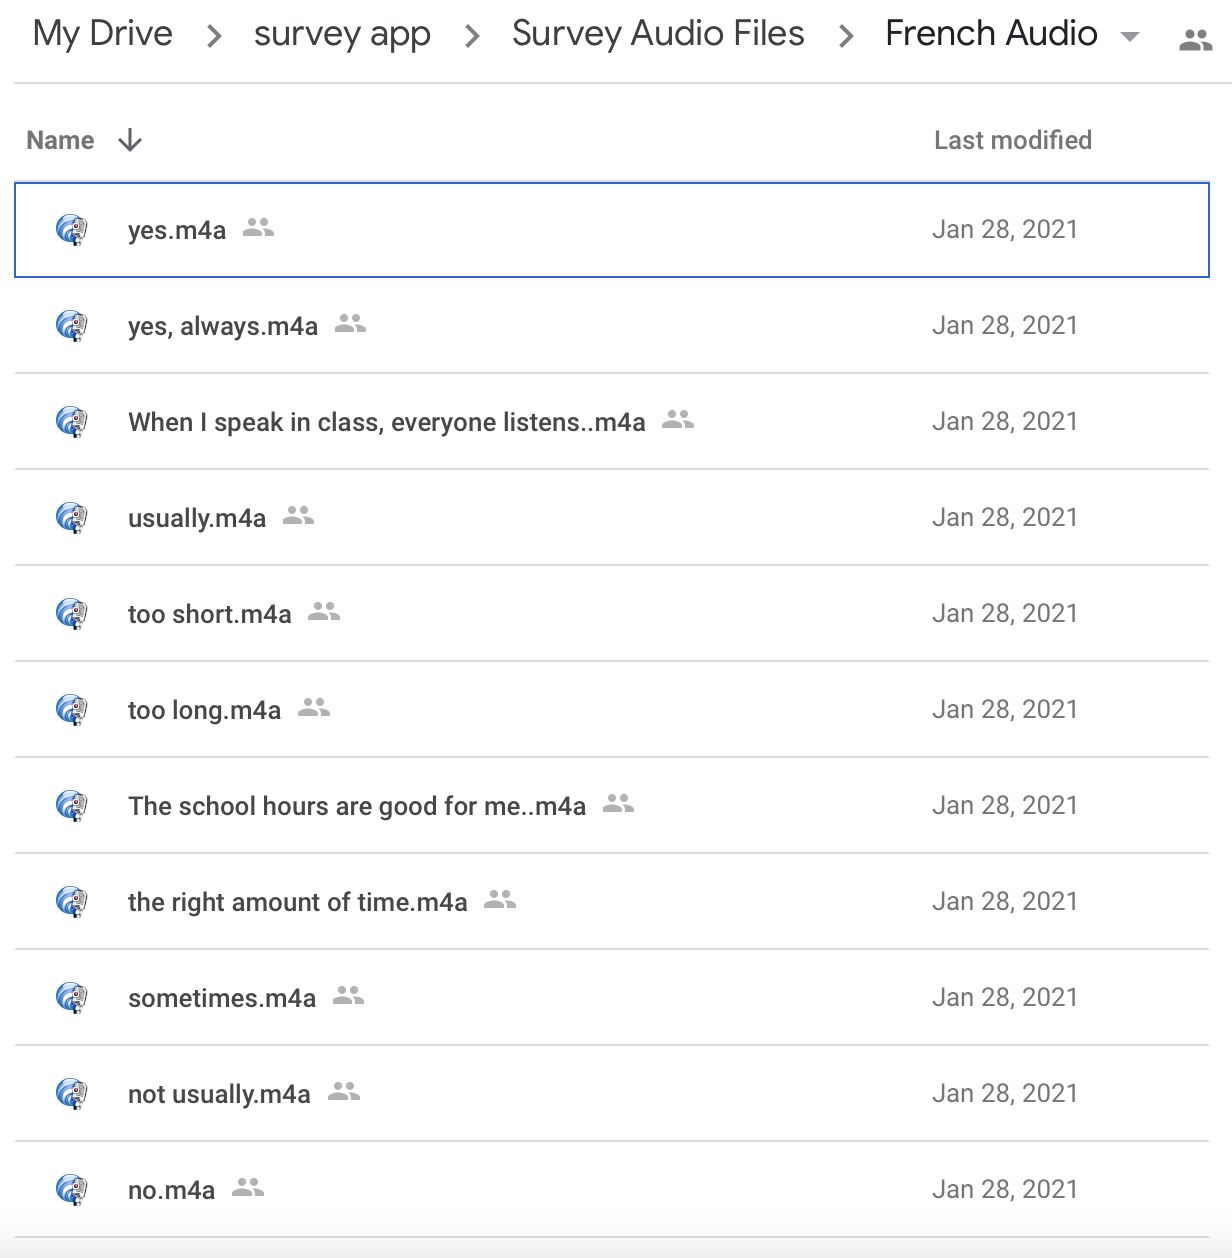 My Drive > survey app > Survey Audio Files > French Audio
Name Last modified
yes.m4a Jan 28, 2021
yes, always.m4a Jan 28, 2021
When I speak in class, everyone listens..m4a Jan 28, 2021
usually.m4a Jan 28, 2021
too short.m4a Jan 28, 2021
too long.m4a Jan 28, 2021
The school hours are good for me..m4a Jan 28, 2021
the right amount of time.m4a Jan 28, 2021
sometimes.m4a Jan 28, 2021
not usually.m4a Jan 28, 2021
no.m4a Jan 28, 2021